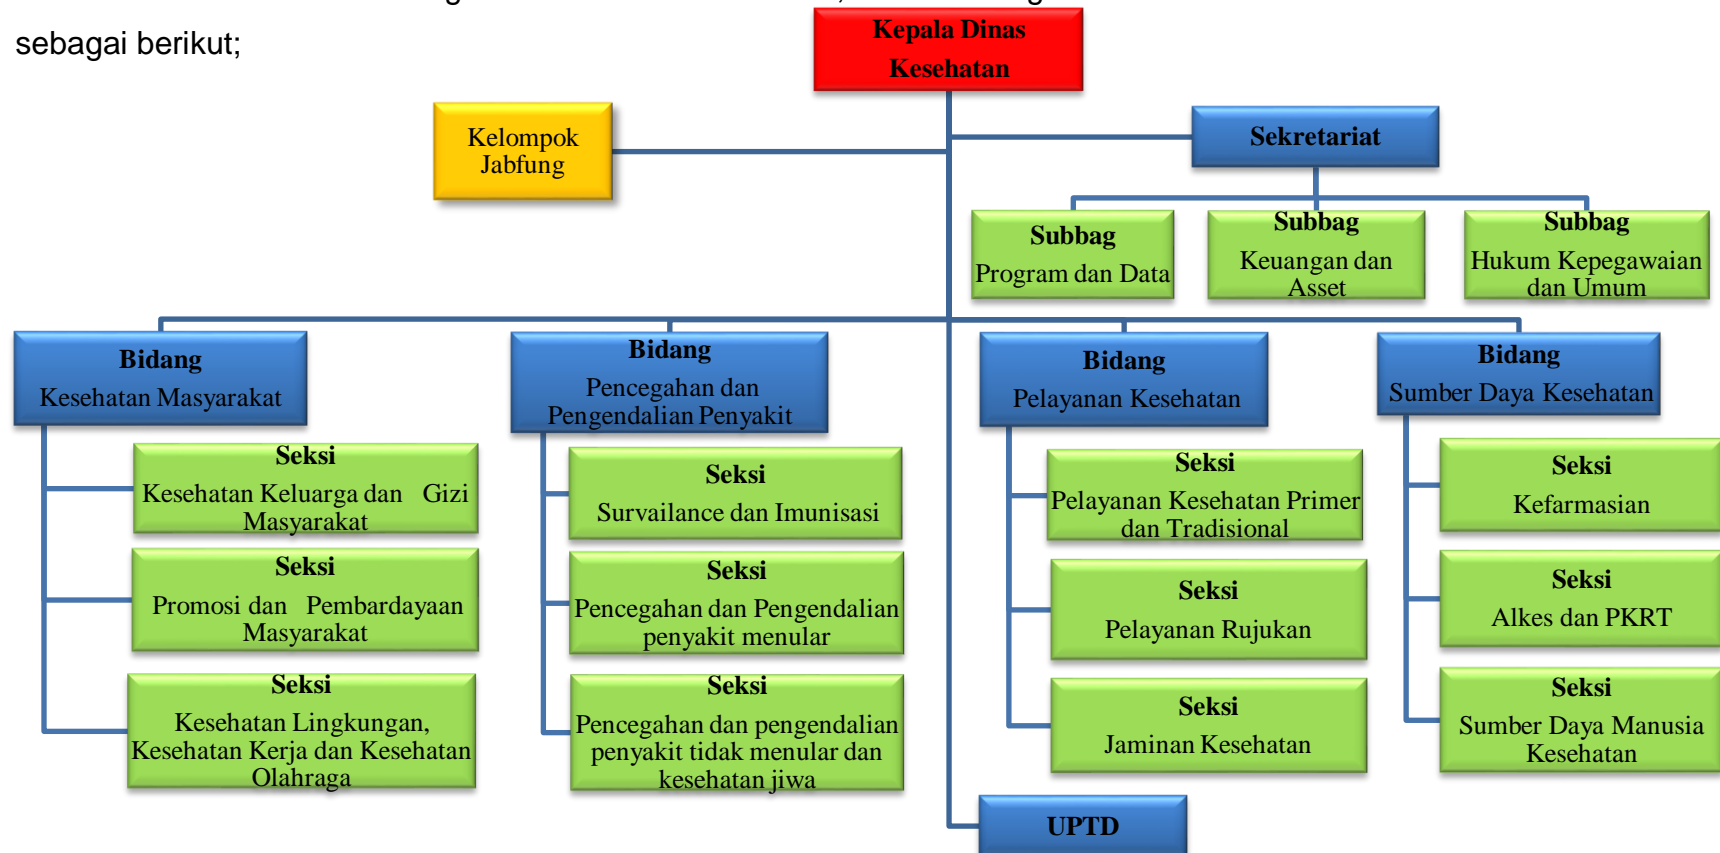 sebagai berikut;
Kepala Dinas
Kesehatan
Kelompok
Jabfung
Sekretariat
Subbag
Program dan Data
Subbag
Keuangan dan
Asset
Subbag
Hukum Kepegawaian
dan Umum
Bidang
Kesehatan Masyarakat
Bidang
Pencegahan dan
Pengendalian Penyakit
Bidang
Pelayanan Kesehatan
Bidang
Sumber Daya Kesehatan
Seksi
Kesehatan Keluarga dan Gizi
Masyarakat
Seksi
Promosi dan Pembardayaan
Masyarakat
Seksi
Kesehatan Lingkungan,
Kesehatan Kerja dan Kesehatan
Olahraga
Seksi
Survailance dan Imunisasi
Seksi
Pencegahan dan Pengendalian
penyakit menular
Seksi
Pencegahan dan pengendalian
penyakit tidak menular dan
kesehatan jiwa
Seksi
Pelayanan Kesehatan Primer
dan Tradisional
Seksi
Pelayanan Rujukan
Seksi
Jaminan Kesehatan
Seksi
Kefarmasian
Seksi
Alkes dan PKRT
Seksi
Sumber Daya Manusia
Kesehatan
UPTD